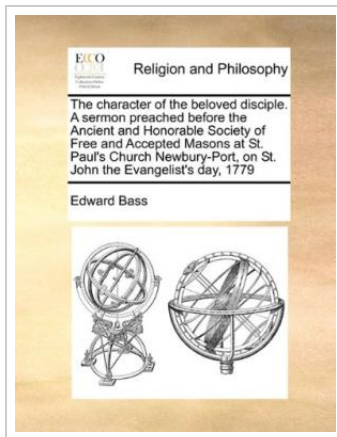 ECCO
Religion and Philosophy
The character of the beloved disciple.
A sermon preached before the
Ancient and Honorable Society of
Free and Accepted Masons at St.
Paul's Church Newbury-Port, on St.
John the Evangelist's day, 1779
Edward Bass